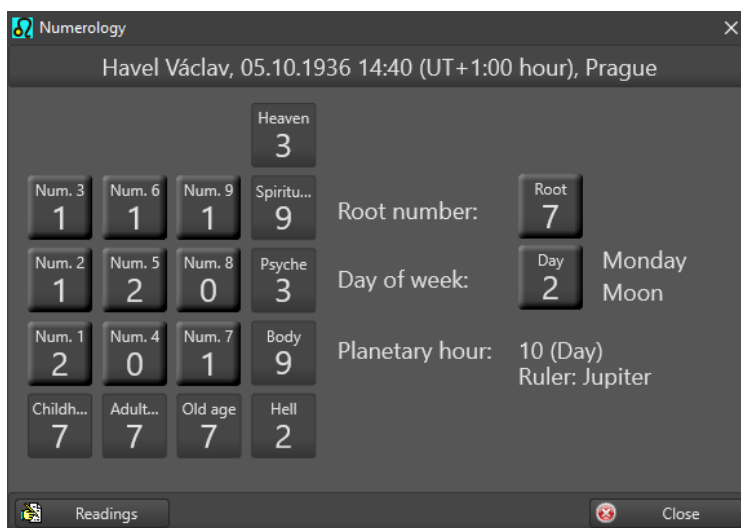 Numerology
Havel Václav, 05.10.1936 14:40 (UT+1:00 hour), Prague
Heaven
3
Num. 3 Num. 6 Num. 9 Spiritu... Root
1 1 1 9 Root number: 7
Num. 2 Num. 5 Num. 8 Psyche Day Monday
1 2 0 3 Day of week: 2 Moon
Num. 1 Num. 4 Num. 7 Body
2 0 1 9 Planetary hour: 10 (Day)
Ruler: Jupiter
Childh... Adult... Old age Hell
7 7 7 2
Readings Close